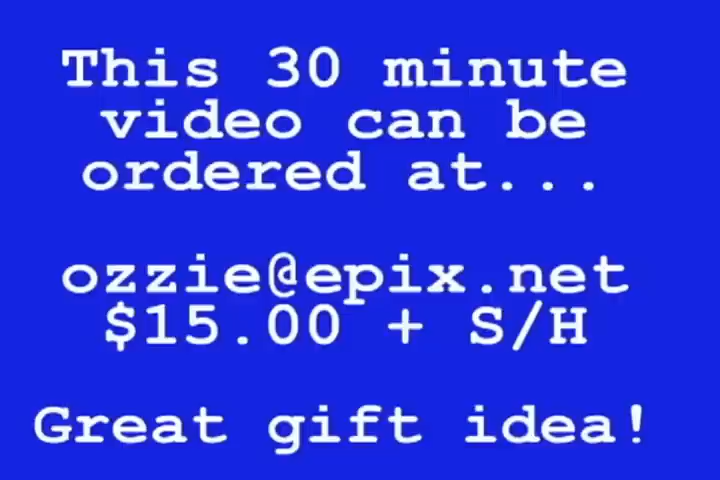 This 30 minute
video can be
ordered at...
ozzie@epix.net
$15.00 + S/H
Great gift idea!